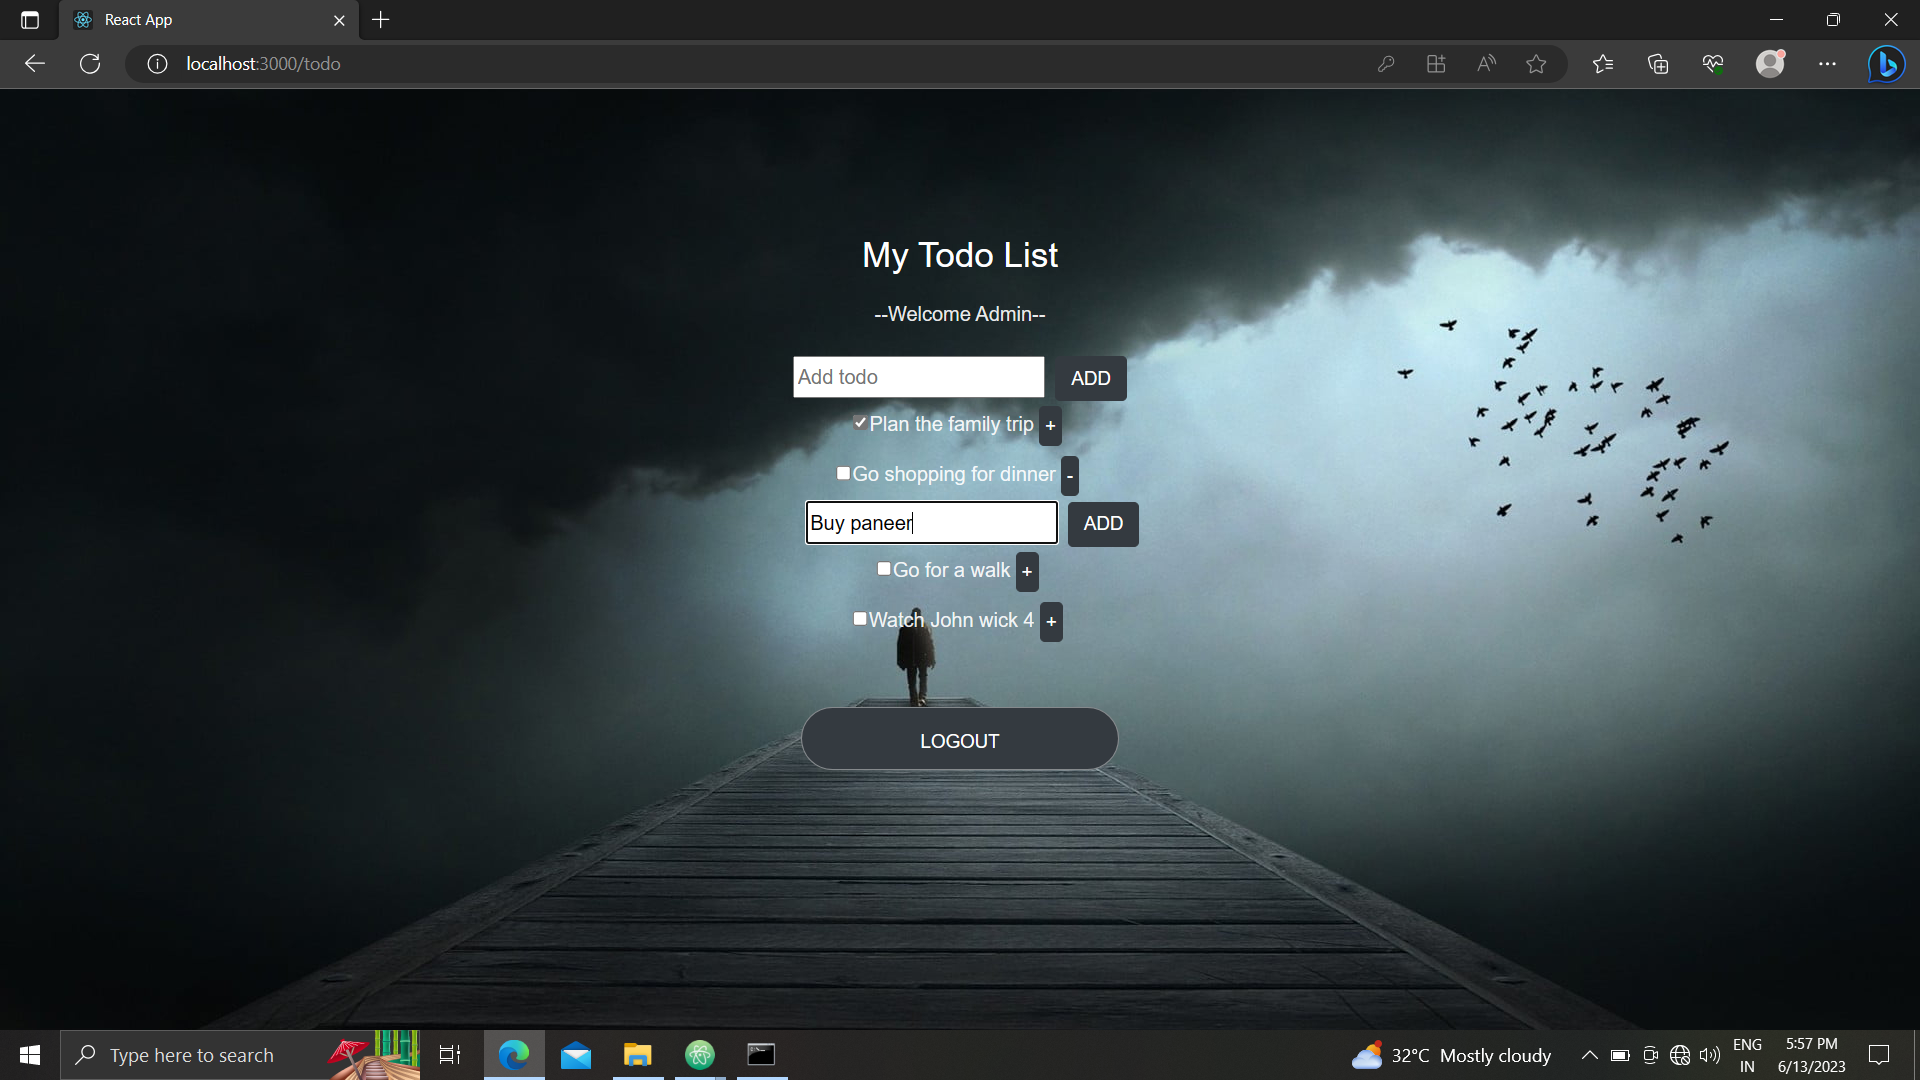 React App
localhost:3000/todo
My Todo List
--Welcome Admin--
Add todo ADD
Plan the family trip +
Go shopping for dinner -
Buy paneer ADD
Go for a walk +
Watch John wick 4 +
LOGOUT
Type here to search 32°C Mostly cloudy ENG 5:57 PM
IN 6/13/2023